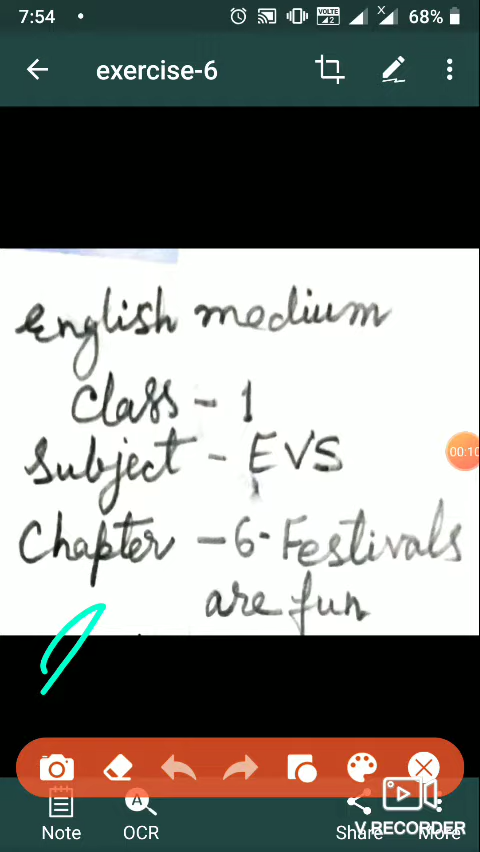 7:54
VOLTE
68%
exercise-6
English medium
Class - 1
Subject - EVS
Chapter - 6- Festivals
are fun
00:10
Note
OCR
Share
More
V RECORDER